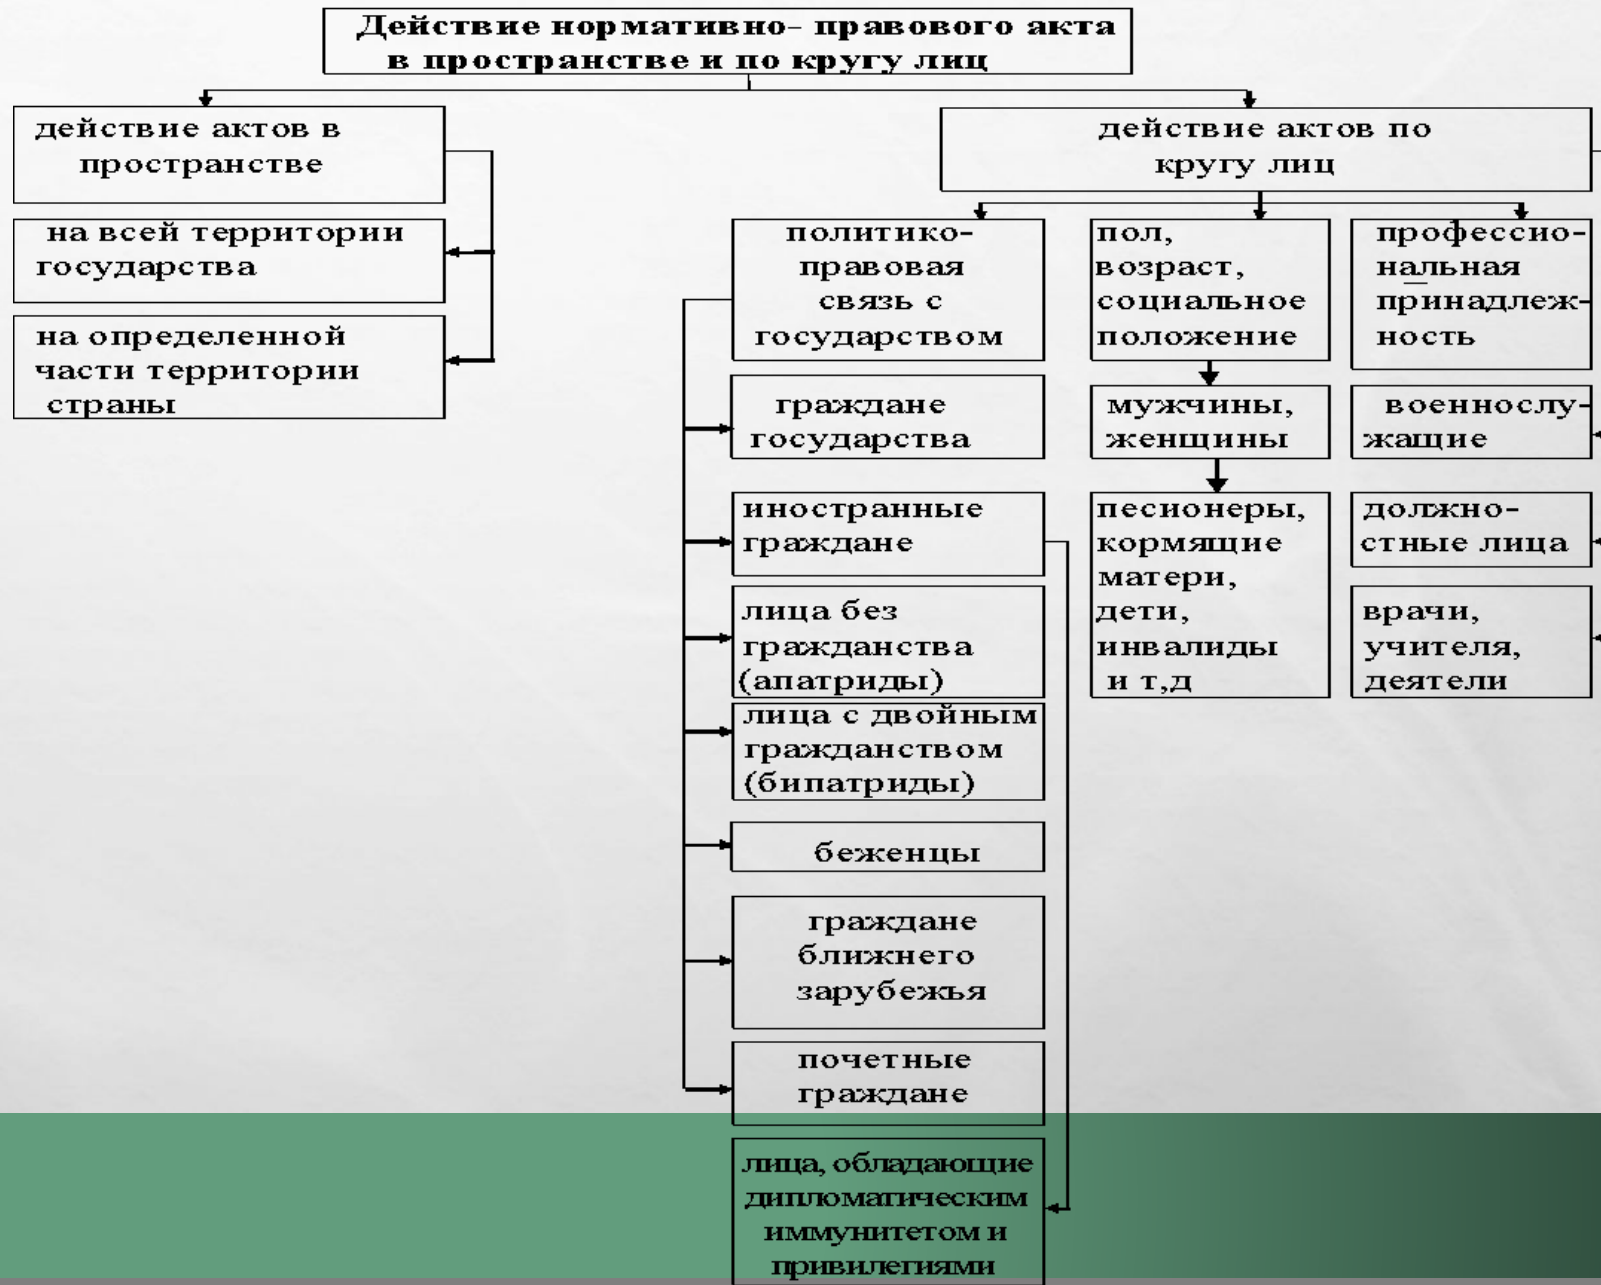 Действие нормативно- правового акта
в пространстве и по кругу лиц
действие актов в
пространстве
на всей территории
государства
на определенной
части территории
страны
действие актов по
кругу лиц
политико-
правовая
связь с
государством
граждане
государства
иностранные
граждане
лица без
гражданства
(апатриды)
лица с двойным
гражданством
(бипатриды)
беженцы
граждане
ближнего
зарубежья
почетные
граждане
лица, обладающие
дипломатическим
иммунитетом и
привилегиями
пол,
возраст,
социальное
положение
мужчины,
женщины
песионеры,
кормящие
матери,
дети,
инвалиды
и т,д
профессио-
нальная
принадлеж-
ность
военнослу-
жащие
должно-
стные лица
врачи,
учителя,
деятели